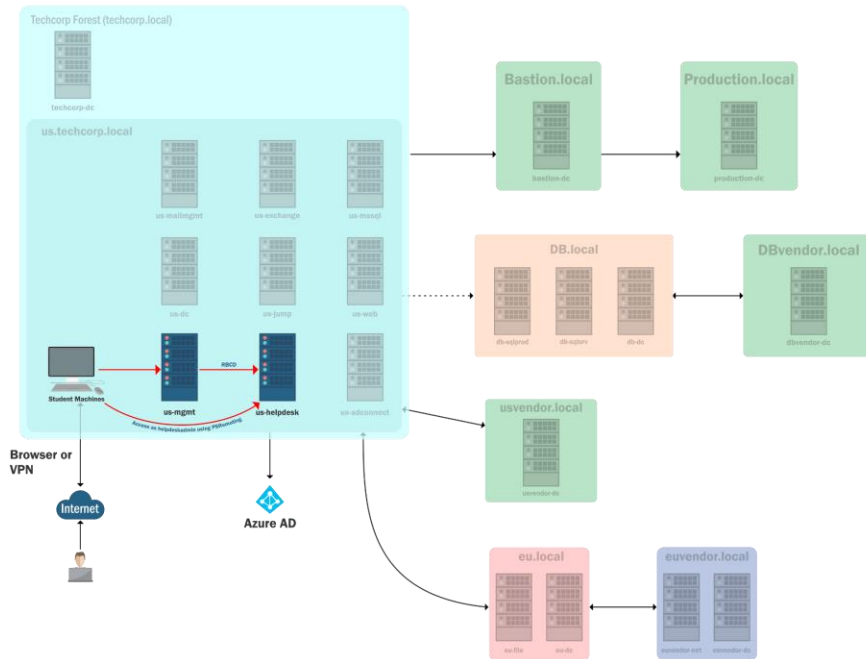 Techcorp Forest (techcorp.local)
techcorp-dc
us.techcorp.local
us-mailmgmt
us-exchange
us-mssql
us-dc
us-jump
us-web
RBCD
Student Machines
us-mgmt
us-helpdesk
us-adconnect
Access as helpdeskadmin using PSRemoting
Bastion.local
bastion-dc
Production.local
production-dc
DB.local
db-sqlprod
db-sqlsrv
db-dc
DBvendor.local
dbvendor-dc
usvendor.local
usvendor-dc
Browser or
VPN
Internet
Azure AD
eu.local
eu-file
eu-dc
euvendor.local
euvendor-net
euvendor-dc